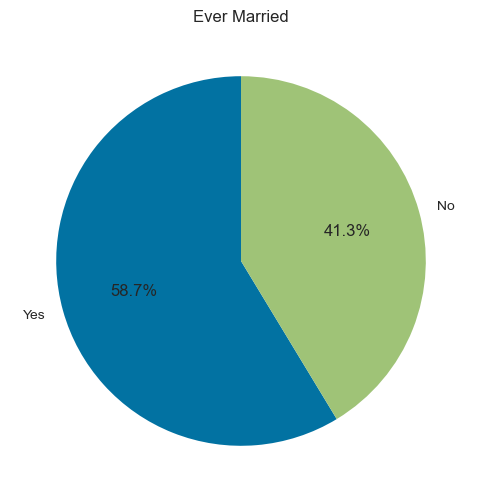 Ever Married
No
41.3%
58.7%
Yes